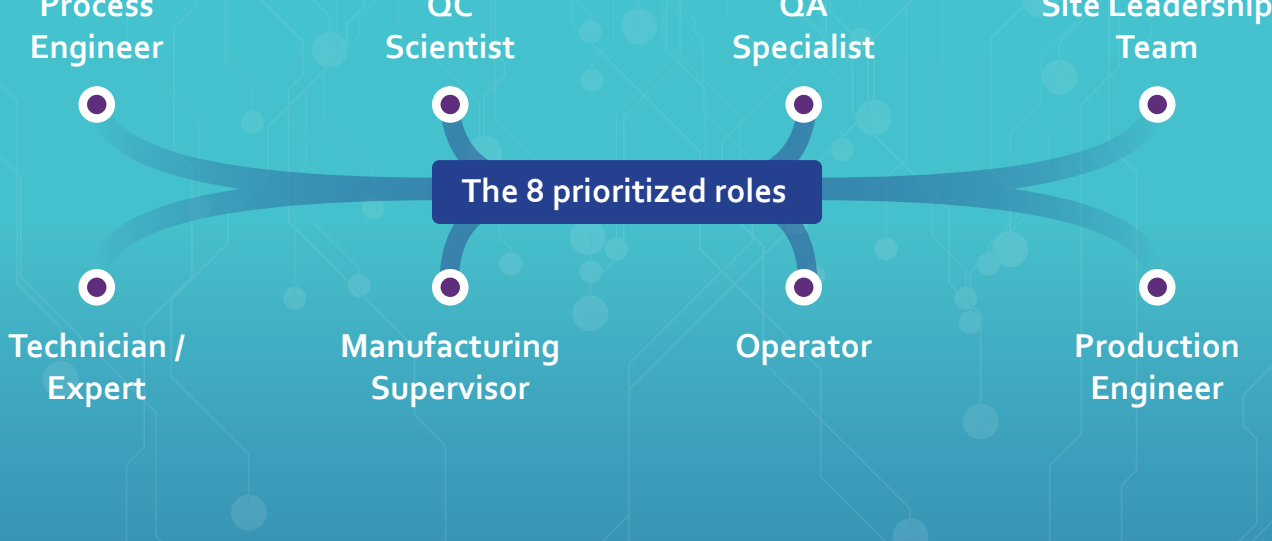 Process
Engineer
QC
Scientist
QA
Specialist
Site Leadership
Team
The 8 prioritized roles
Technician /
Expert
Manufacturing
Supervisor
Operator
Production
Engineer